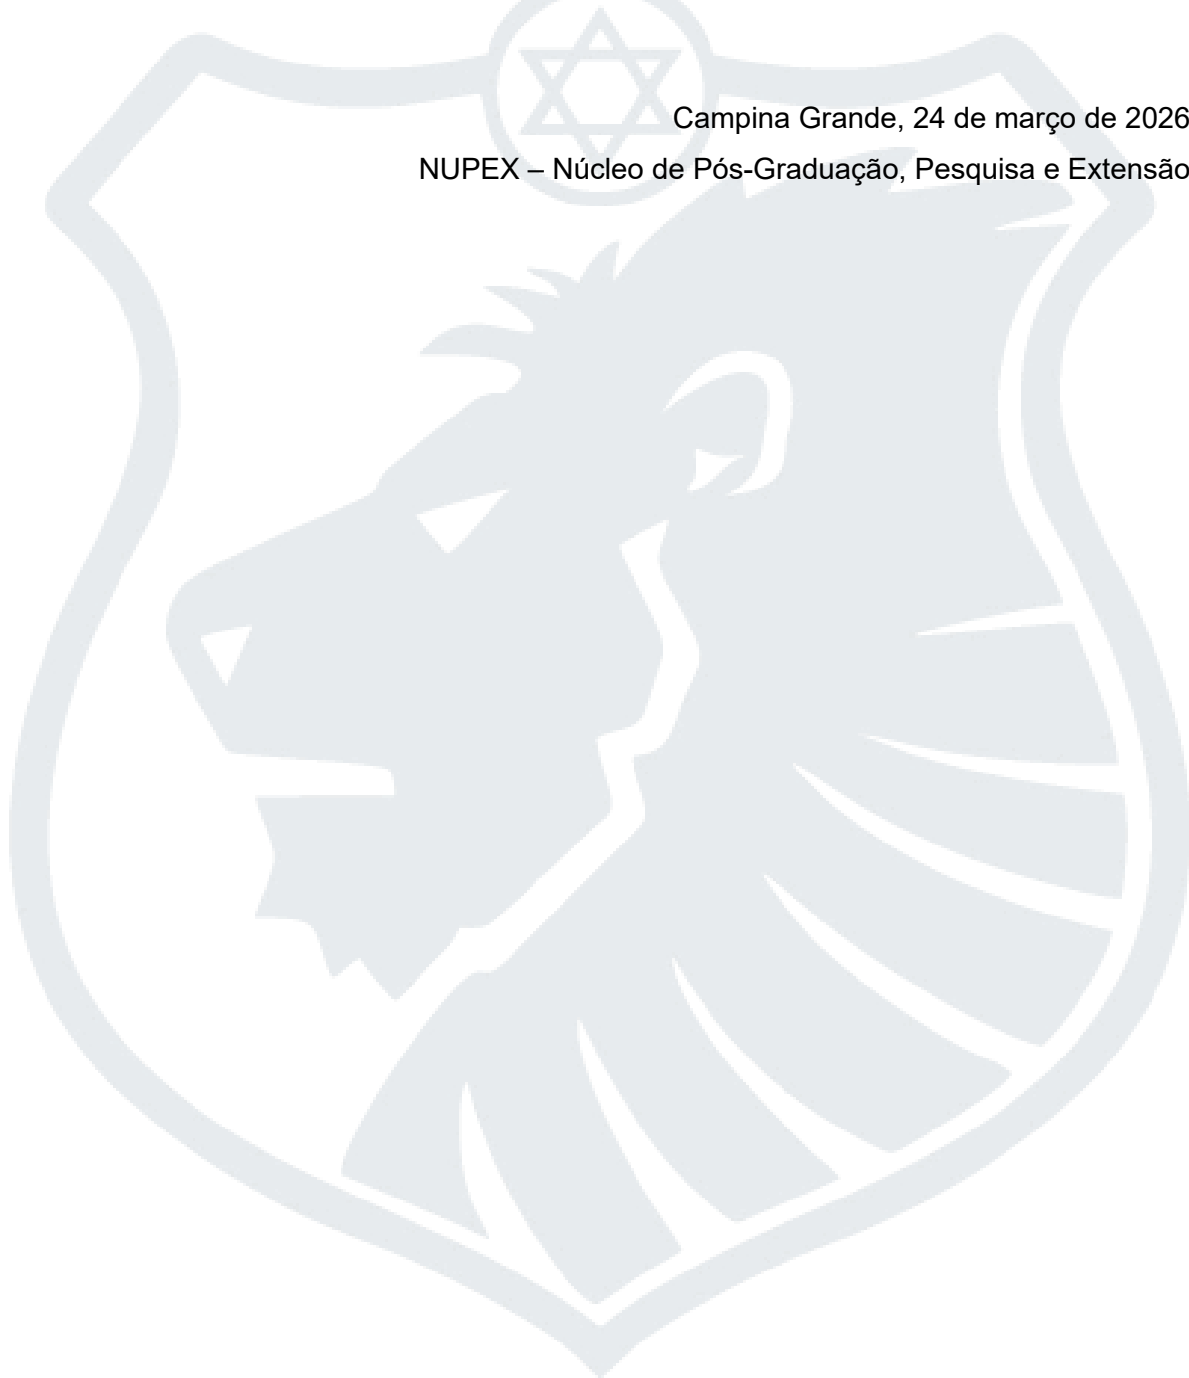 Campina Grande, 24 de março de 2026
NUPEX – Núcleo de Pós-Graduação, Pesquisa e Extensão